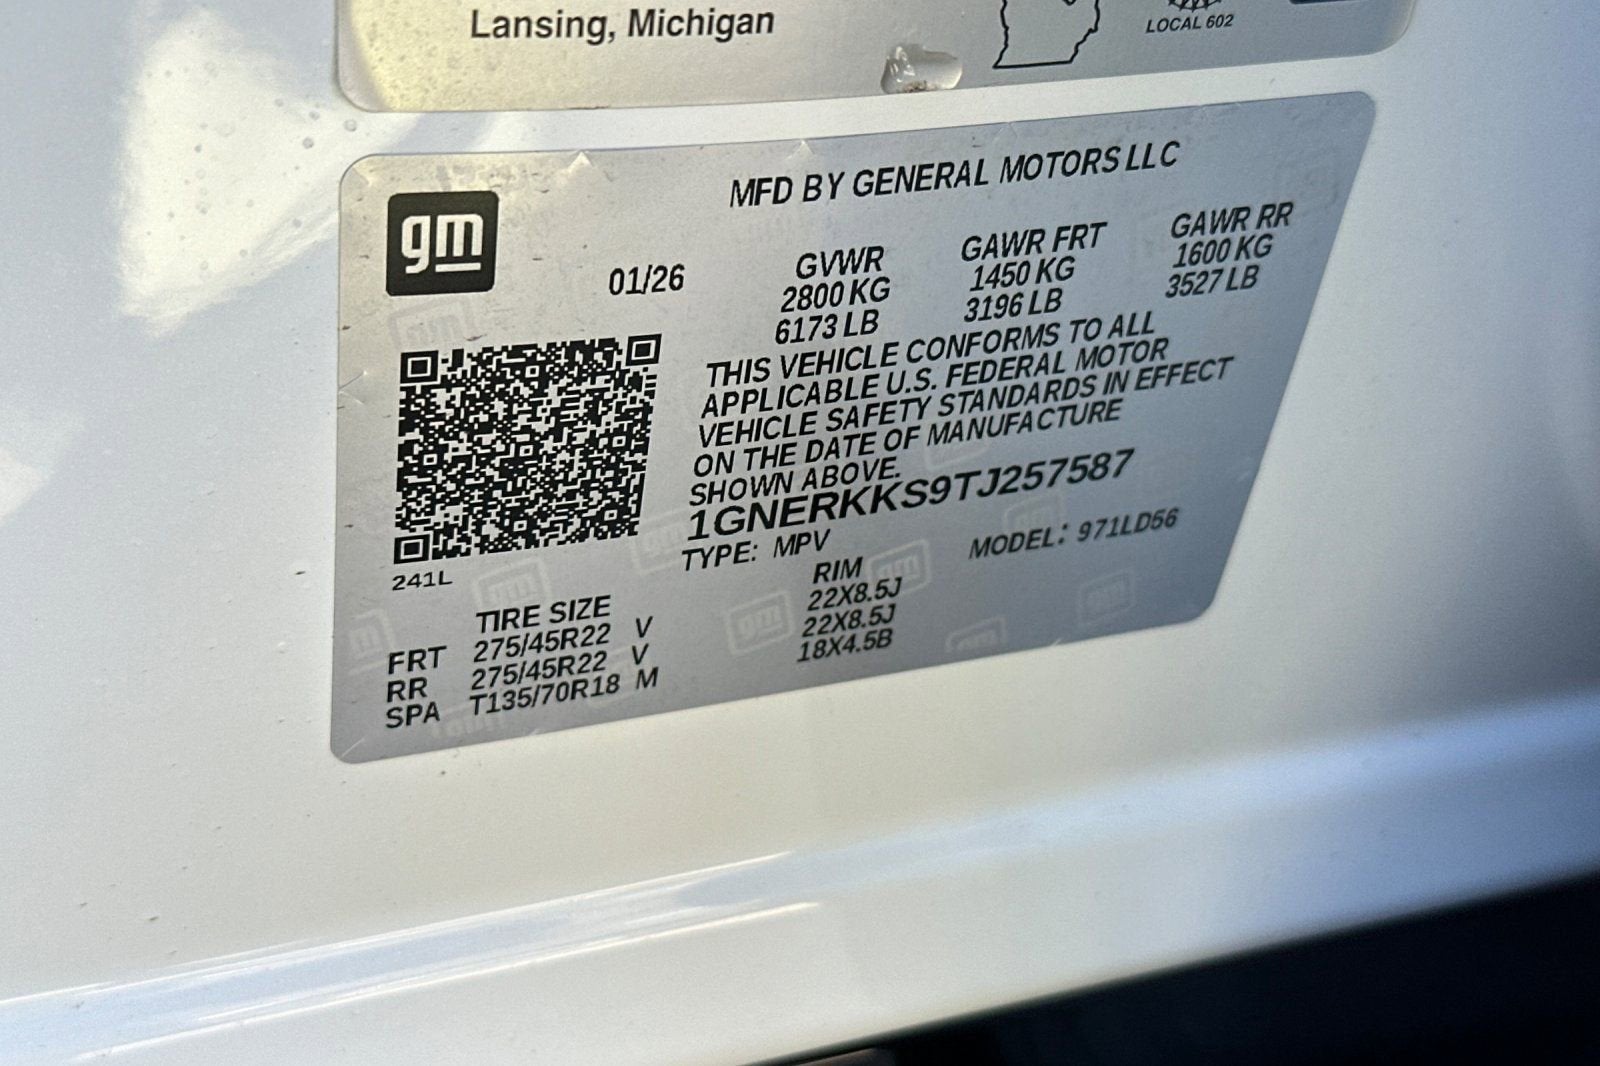 Lansing, Michigan
LOCAL 602
gm
MFD BY GENERAL MOTORS LLC
01/26
GVWR
2800 KG
6173 LB
GAWR FRT
1450 KG
3196 LB
GAWR RR
1600 KG
3527 LB
THIS VEHICLE CONFORMS TO ALL
APPLICABLE U.S. FEDERAL MOTOR
VEHICLE SAFETY STANDARDS IN EFFECT
ON THE DATE OF MANUFACTURE
SHOWN ABOVE.
1GNERKKS9TJ257587
TYPE: MPV
MODEL: 971LD56
241L
TIRE SIZE
RIM
FRT 275/45R22 V 22X8.5J
RR 275/45R22 V 22X8.5J
SPA T135/70R18 M 18X4.5B